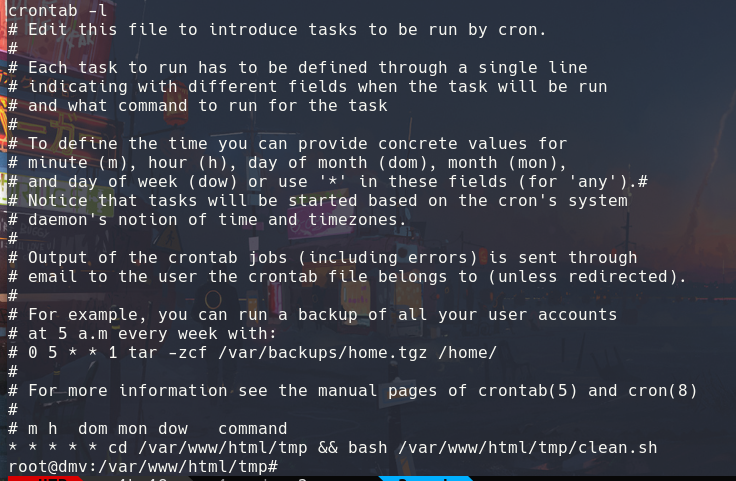 crontab -l
# Edit this file to introduce tasks to be run by cron.
#
# Each task to run has to be defined through a single line
# indicating with different fields when the task will be run
# and what command to run for the task
#
# To define the time you can provide concrete values for
# minute (m), hour (h), day of month (dom), month (mon),
# and day of week (dow) or use '*' in these fields (for 'any').#
# Notice that tasks will be started based on the cron's system
# daemon's notion of time and timezones.
#
# Output of the crontab jobs (including errors) is sent through
# email to the user the crontab file belongs to (unless redirected).
#
# For example, you can run a backup of all your user accounts
# at 5 a.m every week with:
# 0 5 * * 1 tar -zcf /var/backups/home.tgz /home/
#
# For more information see the manual pages of crontab(5) and cron(8)
#
# m h  dom mon dow   command
* * * * * cd /var/www/html/tmp && bash /var/www/html/tmp/clean.sh
root@dmv:/var/www/html/tmp#